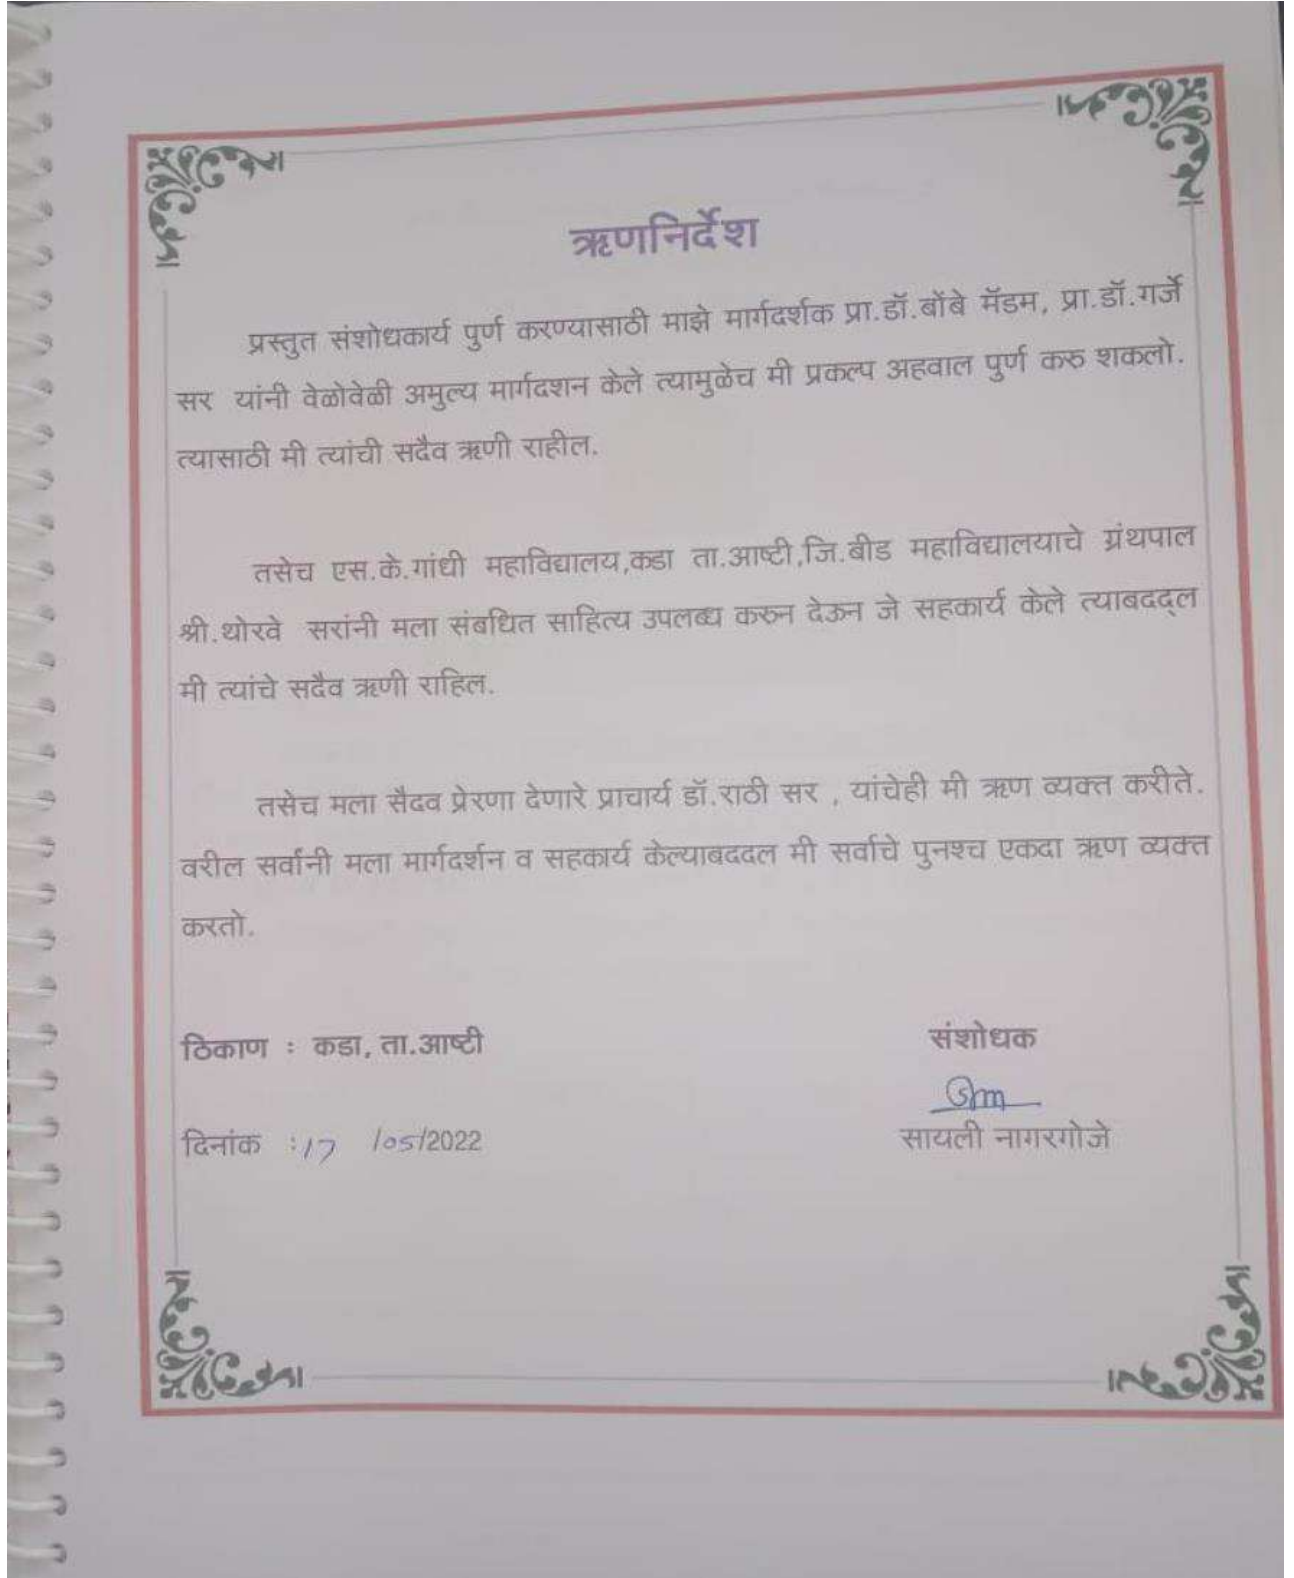 ऋणनिर्देश
प्रस्तुत संशोधकार्य पुर्ण करण्यासाठी माझे मार्गदर्शक प्रा.डॉ.बोंबे मॅडम, प्रा.डॉ.गर्जे
सर यांनी वेळोवेळी अमुल्य मार्गदशन केले त्यामुळेच मी प्रकल्प अहवाल पुर्ण करु शकलो.
त्यासाठी मी त्यांची सदैव ऋणी राहील.
तसेच एस.के.गांधी महाविद्यालय,कडा ता.आष्टी,जि.बीड महाविद्यालयाचे ग्रंथपाल
श्री.थोरवे सरांनी मला संबधित साहित्य उपलब्ध करुन देऊन जे सहकार्य केले त्याबदद्ल
मी त्यांचे सदैव ऋणी राहिल.
तसेच मला सैदव प्रेरणा देणारे प्राचार्य डॉ.राठी सर , यांचेही मी ऋण व्यक्त करीते.
वरील सर्वांनी मला मार्गदर्शन व सहकार्य केल्याबददल मी सर्वाचे पुनश्च एकदा ऋण व्यक्त
करतो.
ठिकाण : कडा, ता.आष्टी संशोधक
दिनांक :17 /05/2022 सायली नागरगोजे